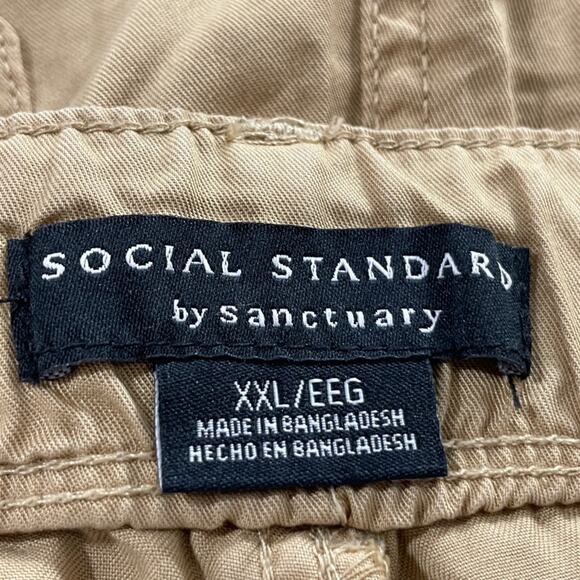 SOCIAL STANDARD
by sanctuary
XXL/EEG
MADE IN BANGLADESH
HECHO EN BANGLADESH